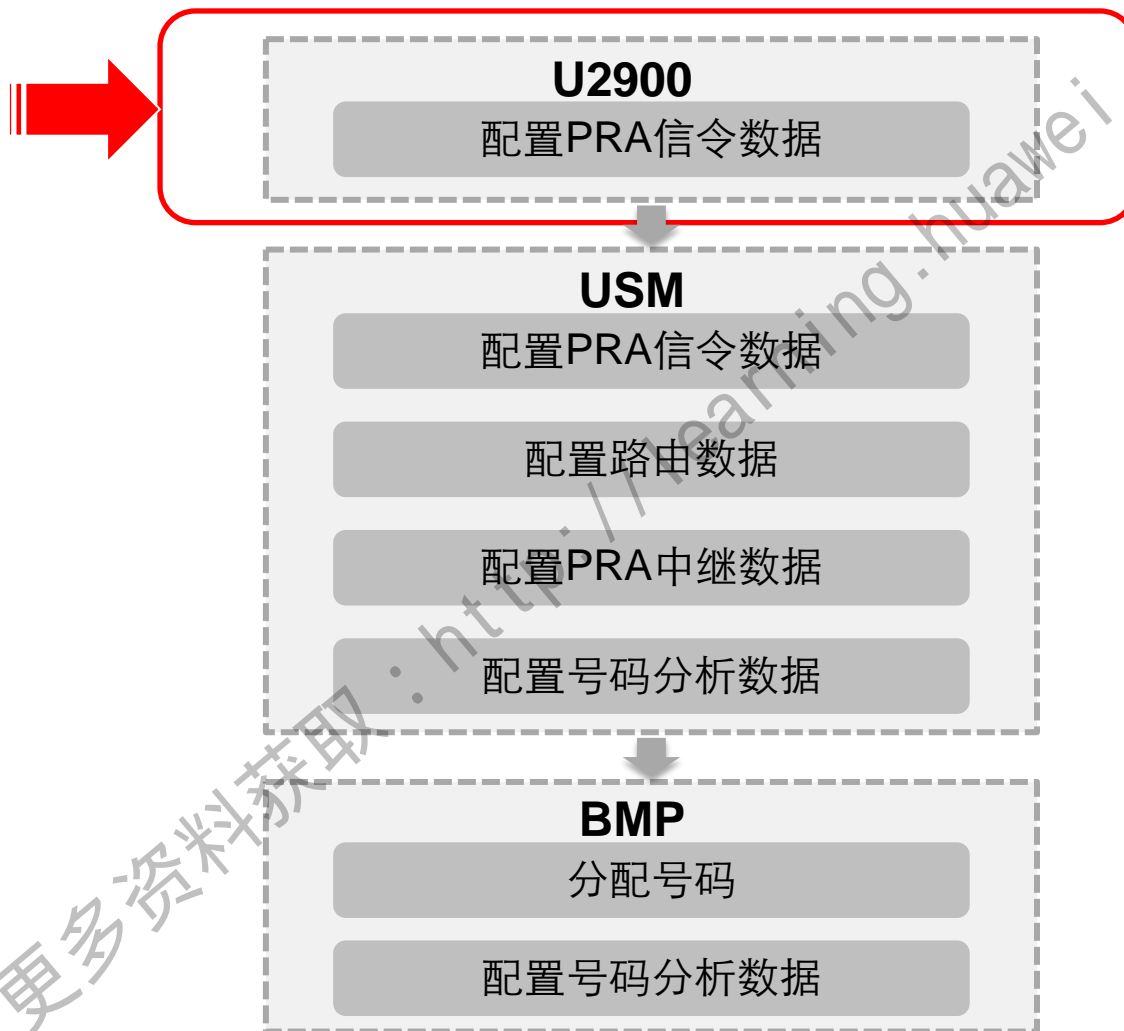 U2900
配置PRA信令数据
USM
配置PRA信令数据
配置路由数据
配置PRA中继数据
配置号码分析数据
BMP
分配号码
配置号码分析数据
更多资料获取：http://learning.huawei